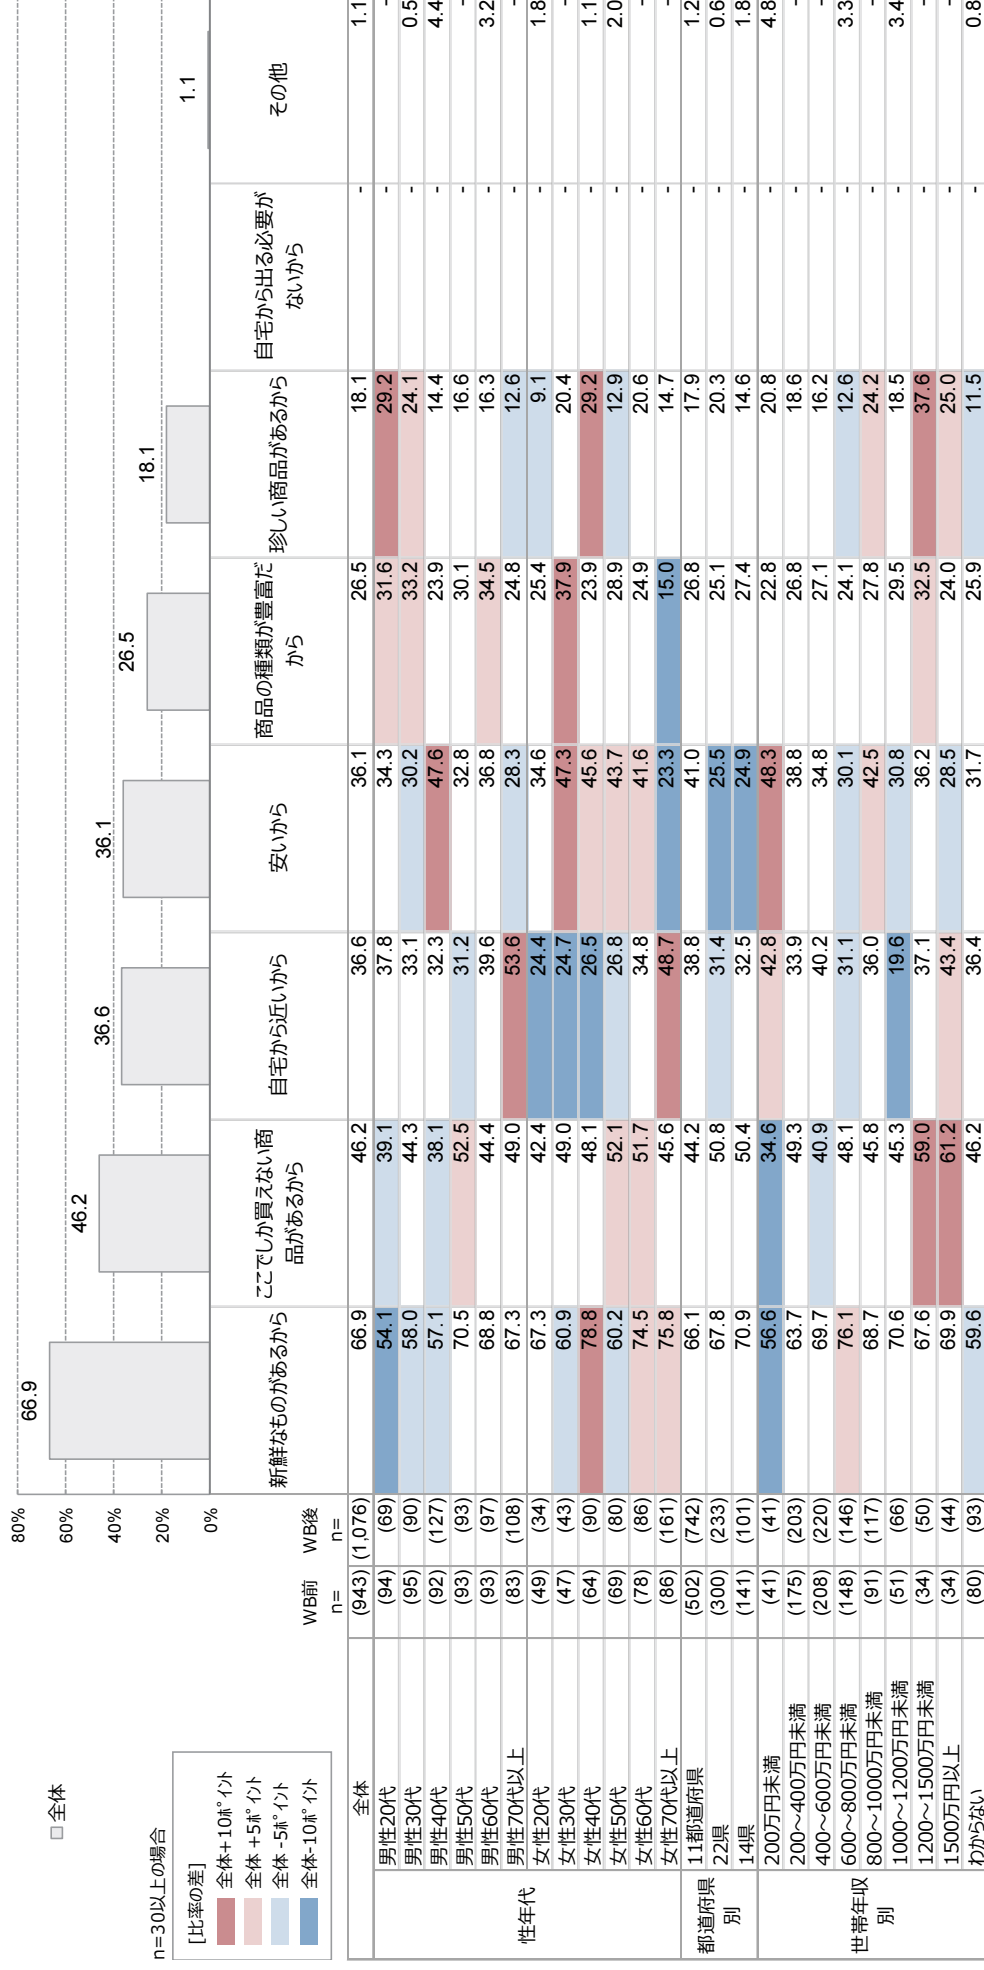 全体
80%
60%
40%
20%
0%
66.9
46.2
36.6
36.1
26.5
18.1
1.1
n=30以上の場合
[比率の差]
全体+10ﾎﾟｲﾝﾄ
全体+5ﾎﾟｲﾝﾄ
全体-5ﾎﾟｲﾝﾄ
全体-10ﾎﾟｲﾝﾄ
WB前 n=
WB後 n=
新鮮なものがあるから
ここでしか買えない商
品があるから
自宅から近いから
安いから
商品の種類が豊富だ
から
珍しい商品があるから
自宅から出る必要が
ないから
その他
全体 (943) (1,076) 66.9 46.2 36.6 36.1 26.5 18.1 - 1.1
性年代
男性20代 (94) (69) 54.1 39.1 37.8 34.3 31.6 29.2 - -
男性30代 (95) (90) 58.0 44.3 33.1 30.2 33.2 24.1 - 0.5
男性40代 (92) (127) 57.1 38.1 32.3 47.6 23.9 14.4 - 4.4
男性50代 (93) (93) 70.5 52.5 31.2 32.8 30.1 16.6 - -
男性60代 (93) (97) 68.8 44.4 39.6 36.8 34.5 16.3 - 3.2
男性70代以上 (83) (108) 67.3 49.0 53.6 28.3 24.8 12.6 - -
女性20代 (49) (34) 67.3 42.4 24.4 34.6 25.4 9.1 - 1.8
女性30代 (47) (43) 60.9 49.0 24.7 47.3 37.9 20.4 - -
女性40代 (64) (90) 78.8 48.1 26.5 45.6 23.9 29.2 - 1.1
女性50代 (69) (80) 60.2 52.1 26.8 43.7 28.9 12.9 - 2.0
女性60代 (78) (86) 74.5 51.7 34.8 41.6 24.9 20.6 - -
女性70代以上 (86) (161) 75.8 45.6 48.7 23.3 15.0 14.7 - -
都道府県
別
11都道府県 (502) (742) 66.1 44.2 38.8 41.0 26.8 17.9 - 1.2
22県 (300) (233) 67.8 50.8 31.4 25.5 25.1 20.3 - 0.6
14県 (141) (101) 70.9 50.4 32.5 24.9 27.4 14.6 - 1.8
世帯年収
別
200万円未満 (41) (41) 56.6 34.6 42.8 48.3 22.8 20.8 - 4.8
200～400万円未満 (175) (203) 63.7 49.3 33.9 38.8 26.8 18.6 - -
400～600万円未満 (208) (220) 69.7 40.9 40.2 34.8 27.1 16.2 - -
600～800万円未満 (148) (146) 76.1 48.1 31.1 30.1 24.1 12.6 - 3.3
800～1000万円未満 (91) (117) 68.7 45.8 36.0 42.5 27.8 24.2 - -
1000～1200万円未満 (51) (66) 70.6 45.3 19.6 30.8 29.5 18.5 - 3.4
1200～1500万円未満 (34) (50) 67.6 59.0 37.1 36.2 32.5 37.6 - -
1500万円以上 (34) (44) 69.9 61.2 43.4 28.5 24.0 25.0 - -
わからない (80) (93) 59.6 46.2 36.4 31.7 25.9 11.5 - 0.8